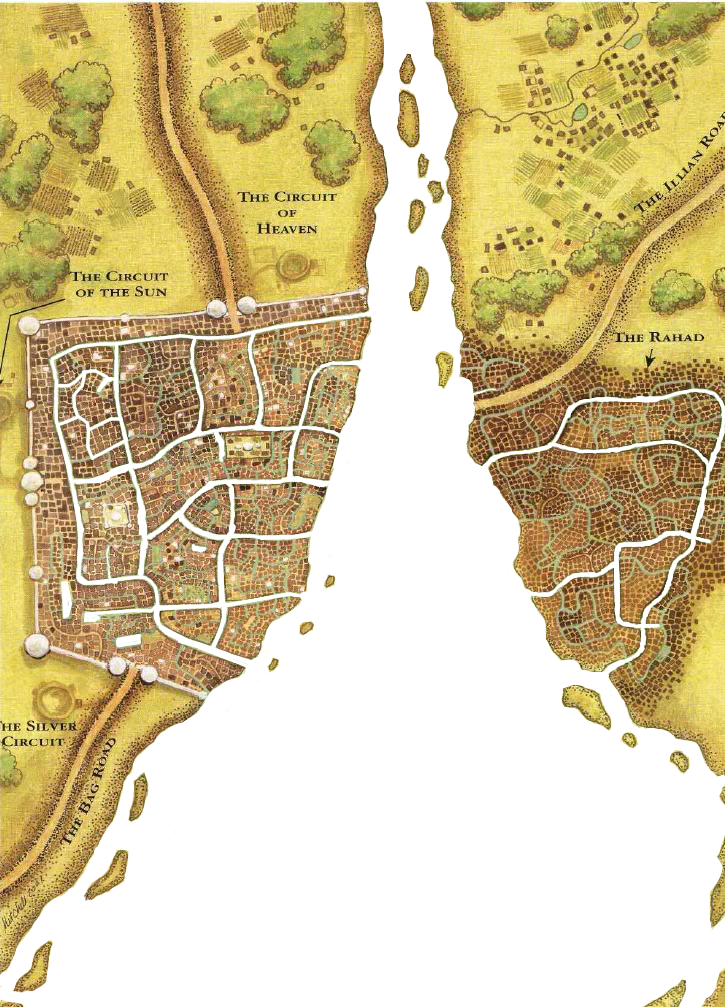 THE ILLIAN ROAD
THE CIRCUIT
OF
HEAVEN
THE CIRCUIT
OF THE SUN
THE RAHAD
THE SILVER
CIRCUIT
THE BAG ROAD